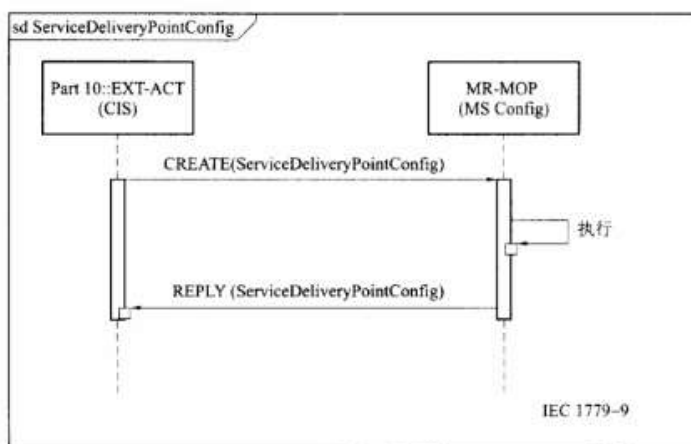 sd ServiceDeliveryPointConfig
Part 10::EXT-ACT
(CIS)
MR-MOP
(MS Config)
CREATE(ServiceDeliveryPointConfig)
执行
REPLY (ServiceDeliveryPointConfig)
IEC 1779-9